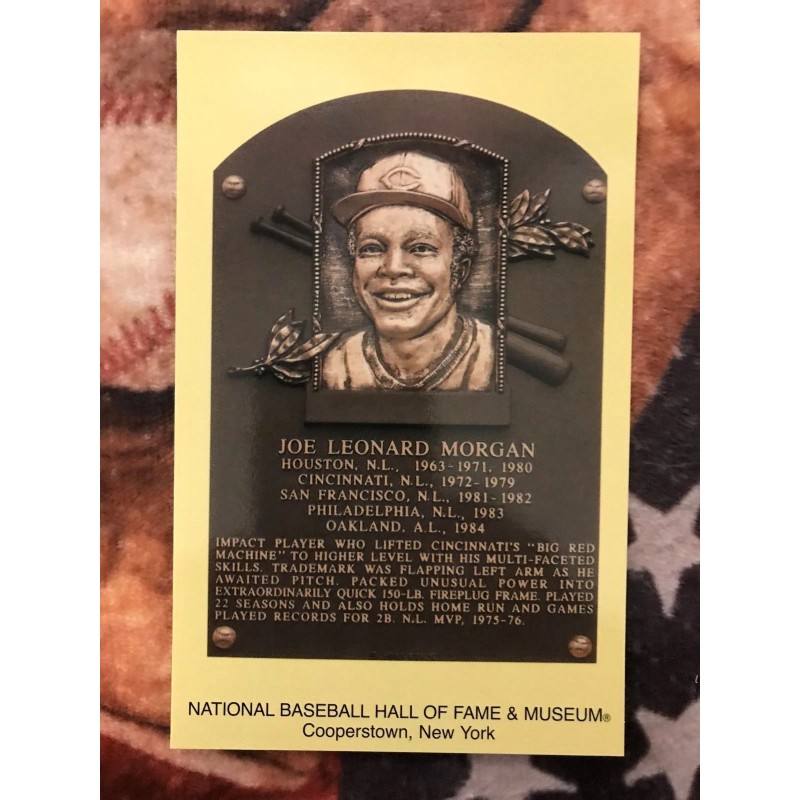 C
JOE LEONARD MORGAN
HOUSTON, N.L., 1963-1971, 1980
CINCINNATI, N.L., 1972-1979
SAN FRANCISCO, N.L., 1981-1982
PHILADELPHIA, N.L., 1983
OAKLAND, A.L., 1984
IMPACT PLAYER WHO LIFTED CINCINNATI'S "BIG RED
MACHINE" TO HIGHER LEVEL WITH HIS MULTI-FACETED
SKILLS. TRADEMARK WAS FLAPPING LEFT ARM AS HE
AWAITED PITCH. PACKED UNUSUAL POWER INTO
EXTRAORDINARILY QUICK 150-LB. FIREPLUG FRAME. PLAYED
22 SEASONS AND ALSO HOLDS HOME RUN AND GAMES
PLAYED RECORDS FOR 2B. N.L. MVP, 1975-76.
NATIONAL BASEBALL HALL OF FAME & MUSEUM®
Cooperstown, New York